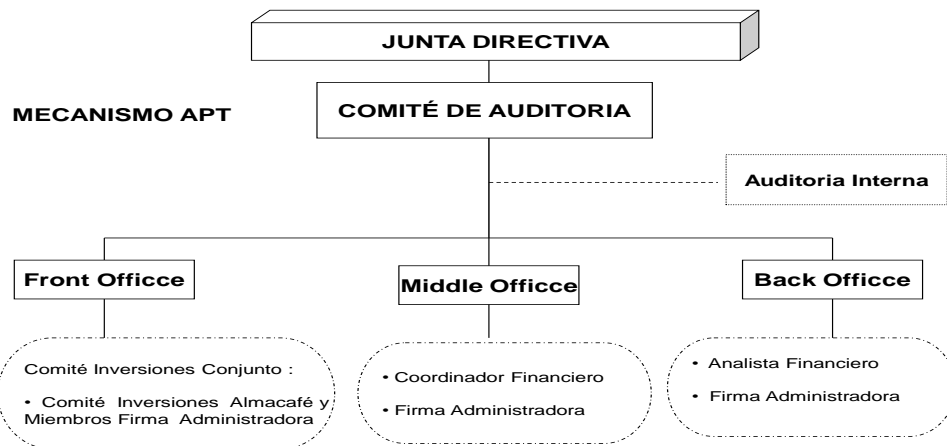 JUNTA DIRECTIVA
MECANISMO APT
COMITÉ DE AUDITORIA
Auditoria Interna
Front Officce
Middle Officce
Back Officce
Comité Inversiones Conjunto :
• Comité Inversiones Almacafé y
Miembros Firma Administradora
• Coordinador Financiero
• Firma Administradora
• Analista Financiero
• Firma Administradora